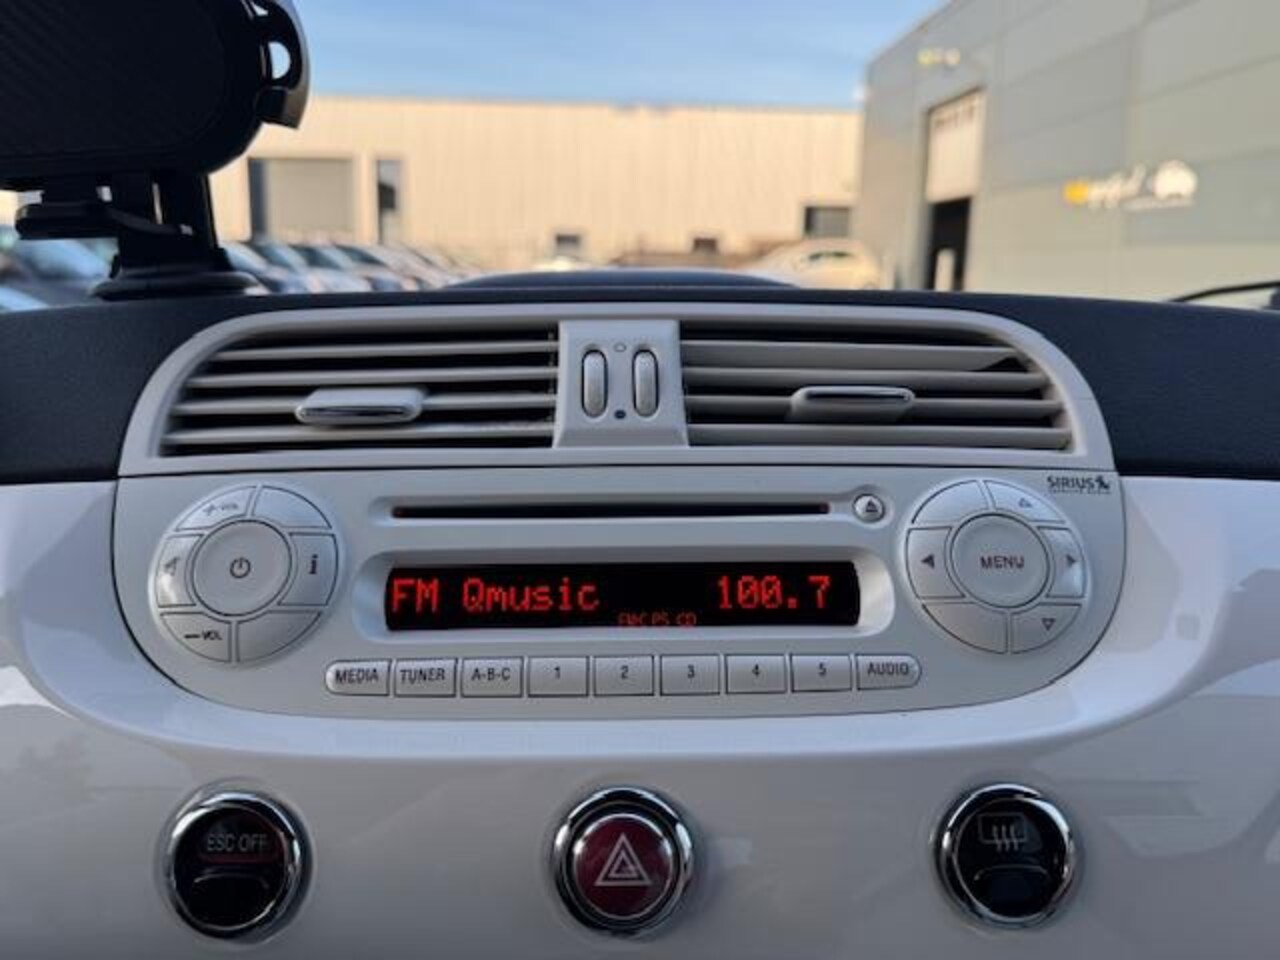 SIRIUS
+VOL
-VOL
MENU
FM Qmusic 100.7
MEDIA TUNER A-B-C 1 2 3 4 5 AUDIO
ESC OFF